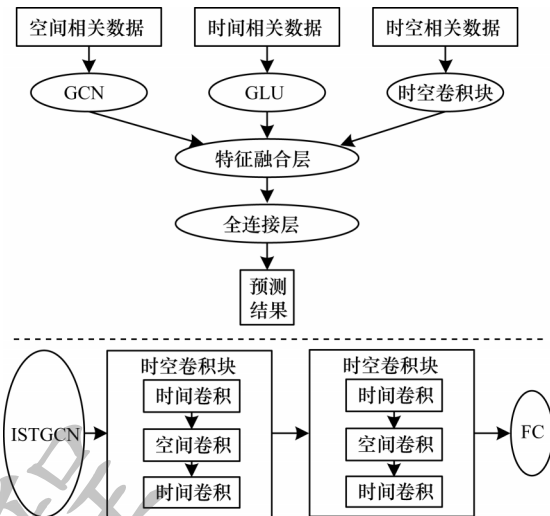 空间相关数据
时间相关数据
时空相关数据
GCN
GLU
时空卷积块
特征融合层
全连接层
预测
结果
时空卷积块
时空卷积块
时间卷积
时间卷积
ISTGCN
空间卷积
空间卷积
FC
时间卷积
时间卷积